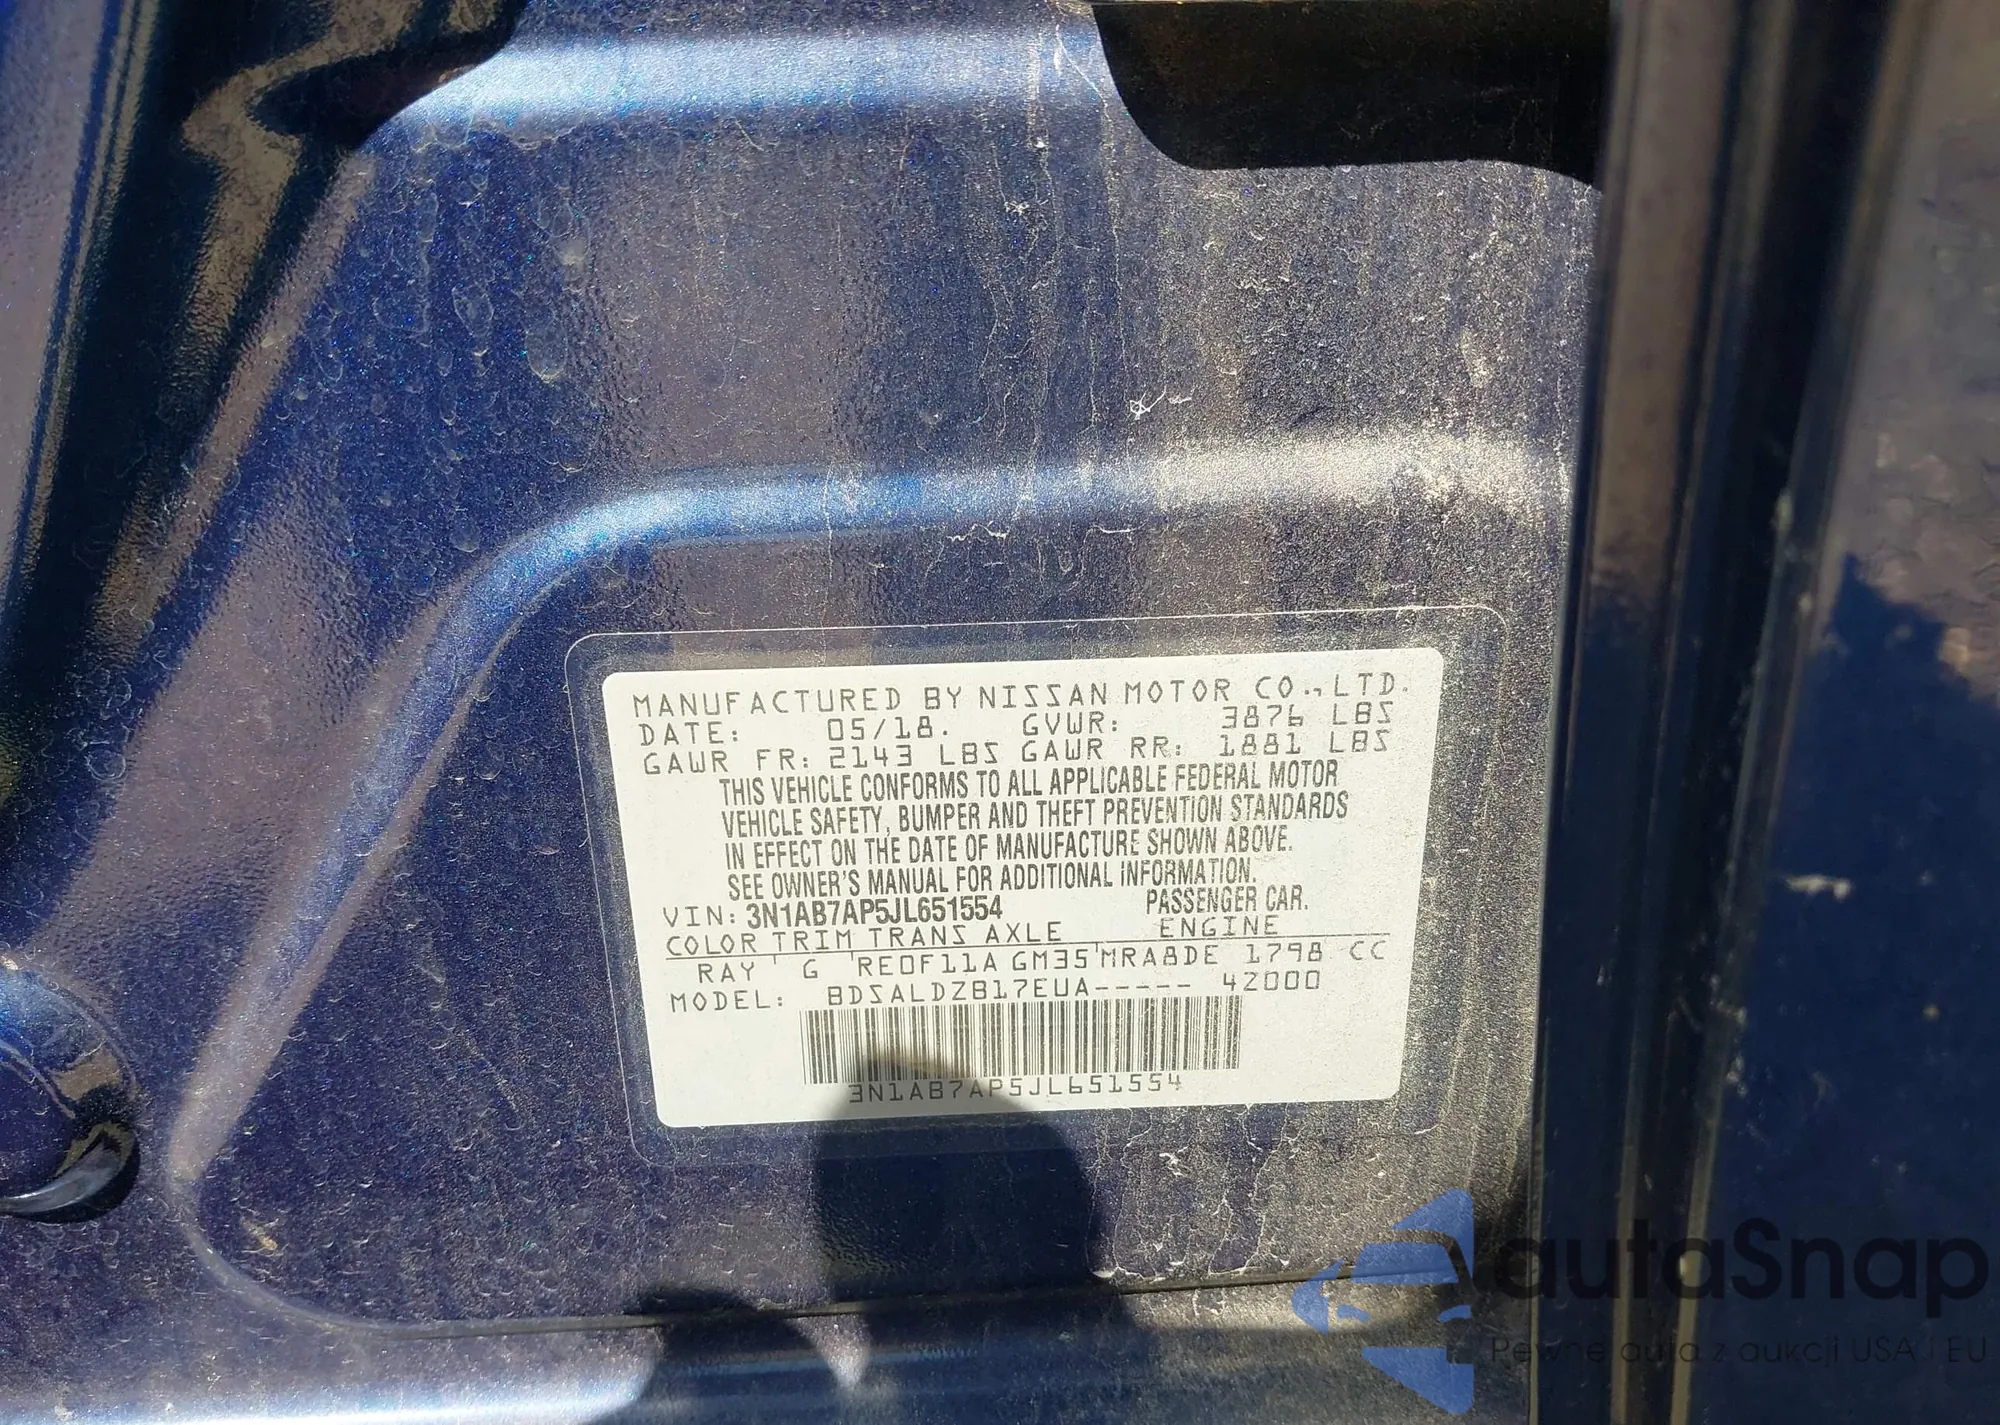 MANUFACTURED BY NISSAN MOTOR CO., LTD.
DATE: 05/18. GVWR: 3876 LBS
GAWR FR: 2143 LBS GAWR RR: 1881 LBS
THIS VEHICLE CONFORMS TO ALL APPLICABLE FEDERAL MOTOR
VEHICLE SAFETY, BUMPER AND THEFT PREVENTION STANDARDS
IN EFFECT ON THE DATE OF MANUFACTURE SHOWN ABOVE.
SEE OWNER'S MANUAL FOR ADDITIONAL INFORMATION.
VIN: 3N1AB7AP5JL651554 PASSENGER CAR.
COLOR TRIM TRANS AXLE ENGINE
RAY G RE0F11A GM35 MRA8DE 1798 CC
MODEL: BDSALDZB17EUA----- 42000
3N1AB7AP5JL651554
autoSnap
Pewne auta z aukcji USA i EU